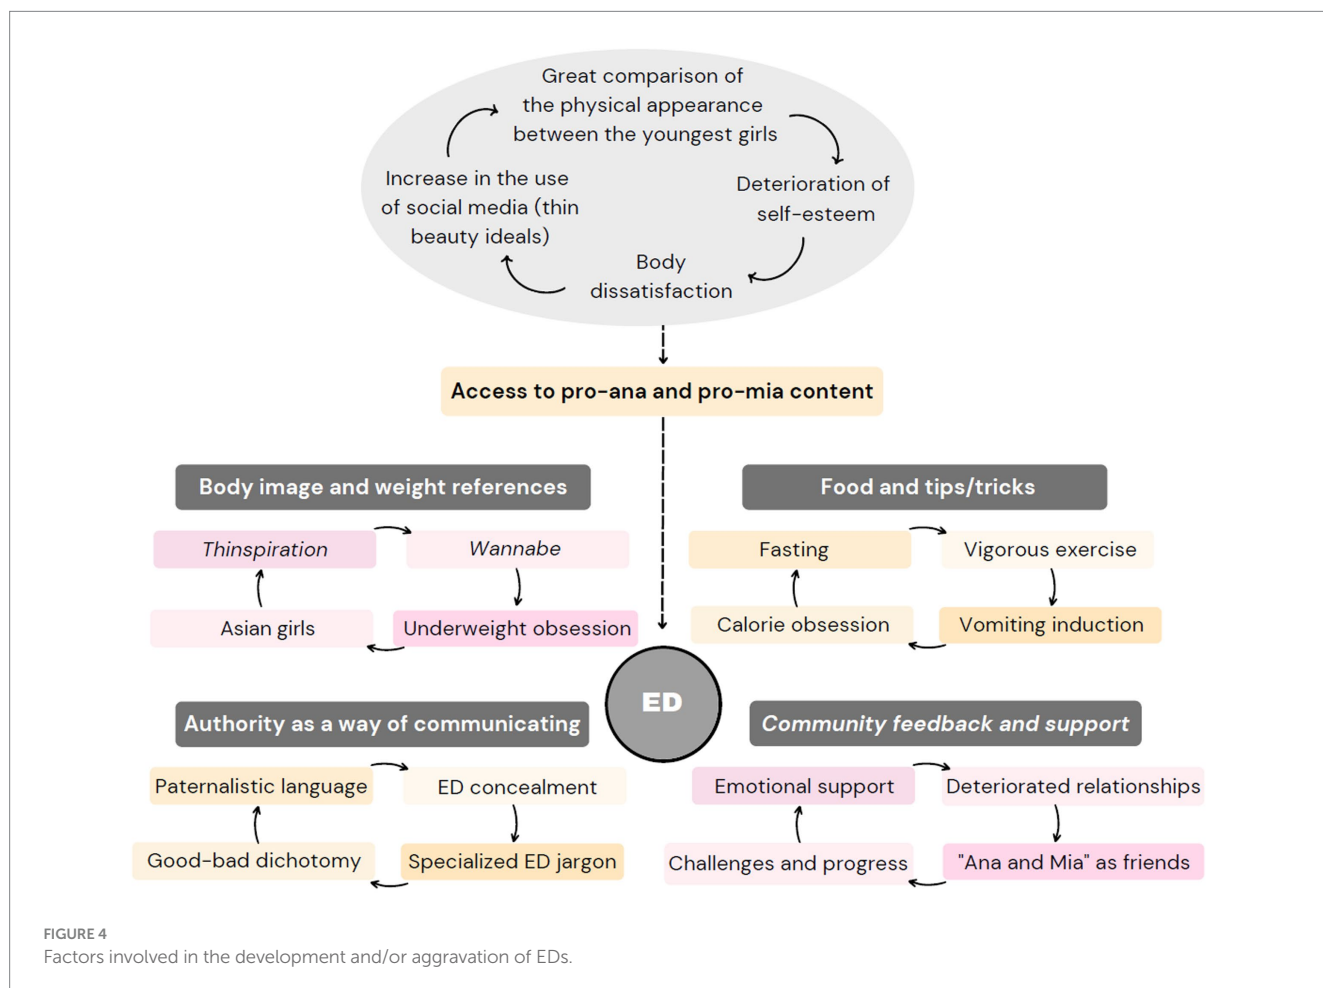 Great comparison of
the physical appearance
between the youngest girls
Increase in the use
of social media (thin
beauty ideals)
Deterioration of
self-esteem
Body
dissatisfaction
Access to pro-ana and pro-mia content
Body image and weight references
Thinspiration
Wannabe
Asian girls
Underweight obsession
Food and tips/tricks
Fasting
Vigorous exercise
Calorie obsession
Vomiting induction
ED
Authority as a way of communicating
Paternalistic language
ED concealment
Good-bad dichotomy
Specialized ED jargon
Community feedback and support
Emotional support
Deteriorated relationships
Challenges and progress
"Ana and Mia" as friends
FIGURE 4
Factors involved in the development and/or aggravation of EDs.